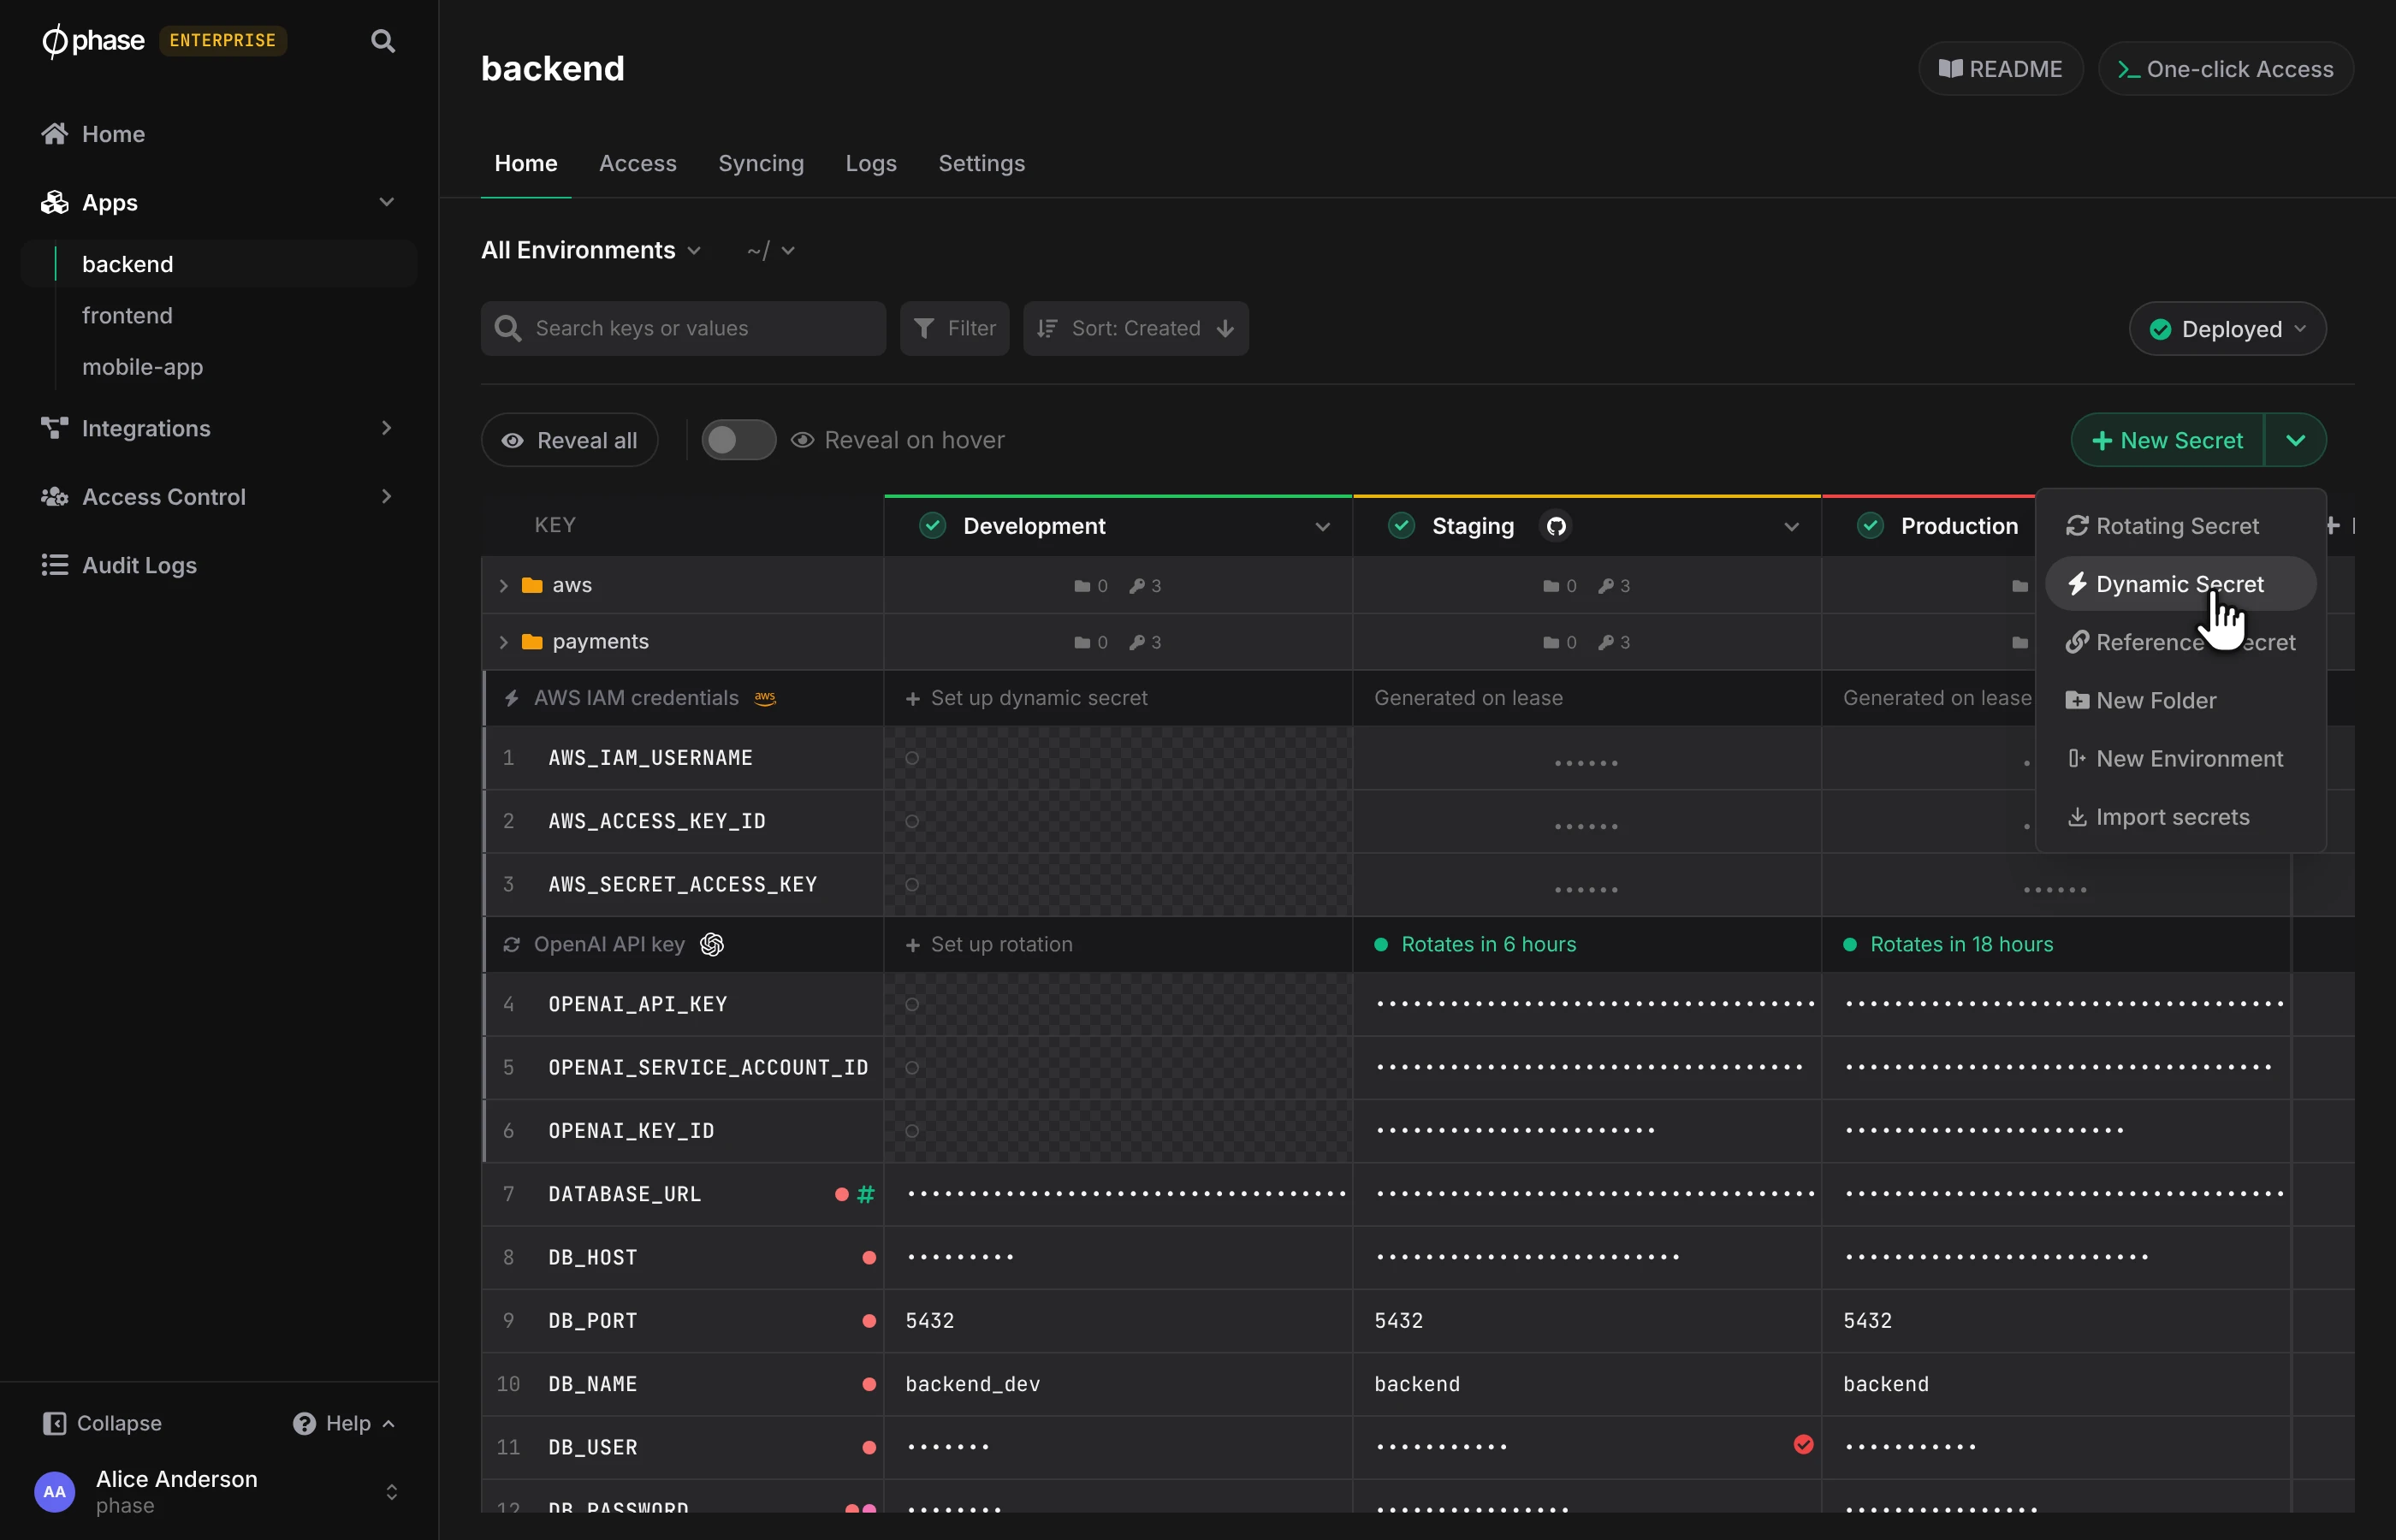 phase ENTERPRISE
Home
Apps
backend
frontend
mobile-app
Integrations
Access Control
Audit Logs
Collapse
Help
AA
Alice Anderson
phase
backend
README
One-click Access
Home Access Syncing Logs Settings
All Environments ~/
Search keys or values Filter Sort: Created Deployed
Reveal all Reveal on hover New Secret
Rotating Secret
Dynamic Secret
Reference
New Folder
New Environment
Import secrets
KEY Development Staging Production
aws 0 3 0 3
payments 0 3 0 3
AWS IAM credentials aws + Set up dynamic secret Generated on lease Generated on lease
1 AWS_IAM_USERNAME ······
2 AWS_ACCESS_KEY_ID ······
3 AWS_SECRET_ACCESS_KEY ······ ······
OpenAI API key + Set up rotation Rotates in 6 hours Rotates in 18 hours
4 OPENAI_API_KEY
5 OPENAI_SERVICE_ACCOUNT_ID
6 OPENAI_KEY_ID
7 DATABASE_URL #
8 DB_HOST
9 DB_PORT 5432 5432 5432
10 DB_NAME backend_dev backend backend
11 DB_USER
12 DB_PASSWORD